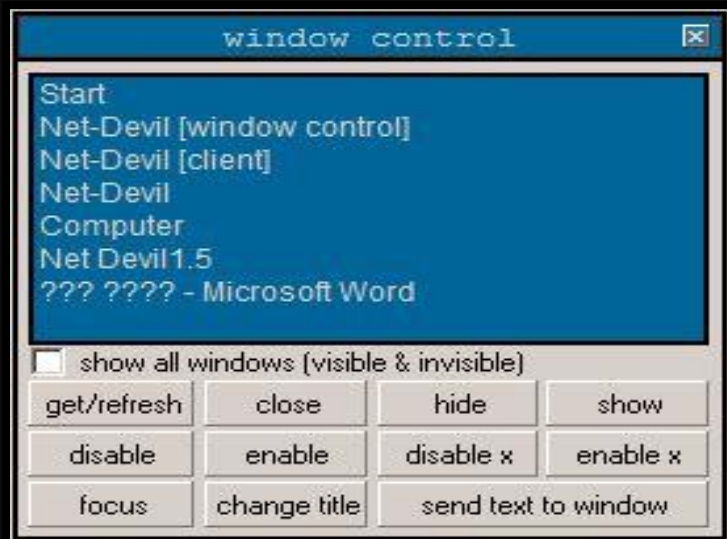 window control
Start
Net-Devil [window control]
Net-Devil [client]
Net-Devil
Computer
Net Devil1.5
??? ???? - Microsoft Word
show all windows (visible & invisible)
get/refresh close hide show
disable enable disable x enable x
focus change title send text to window